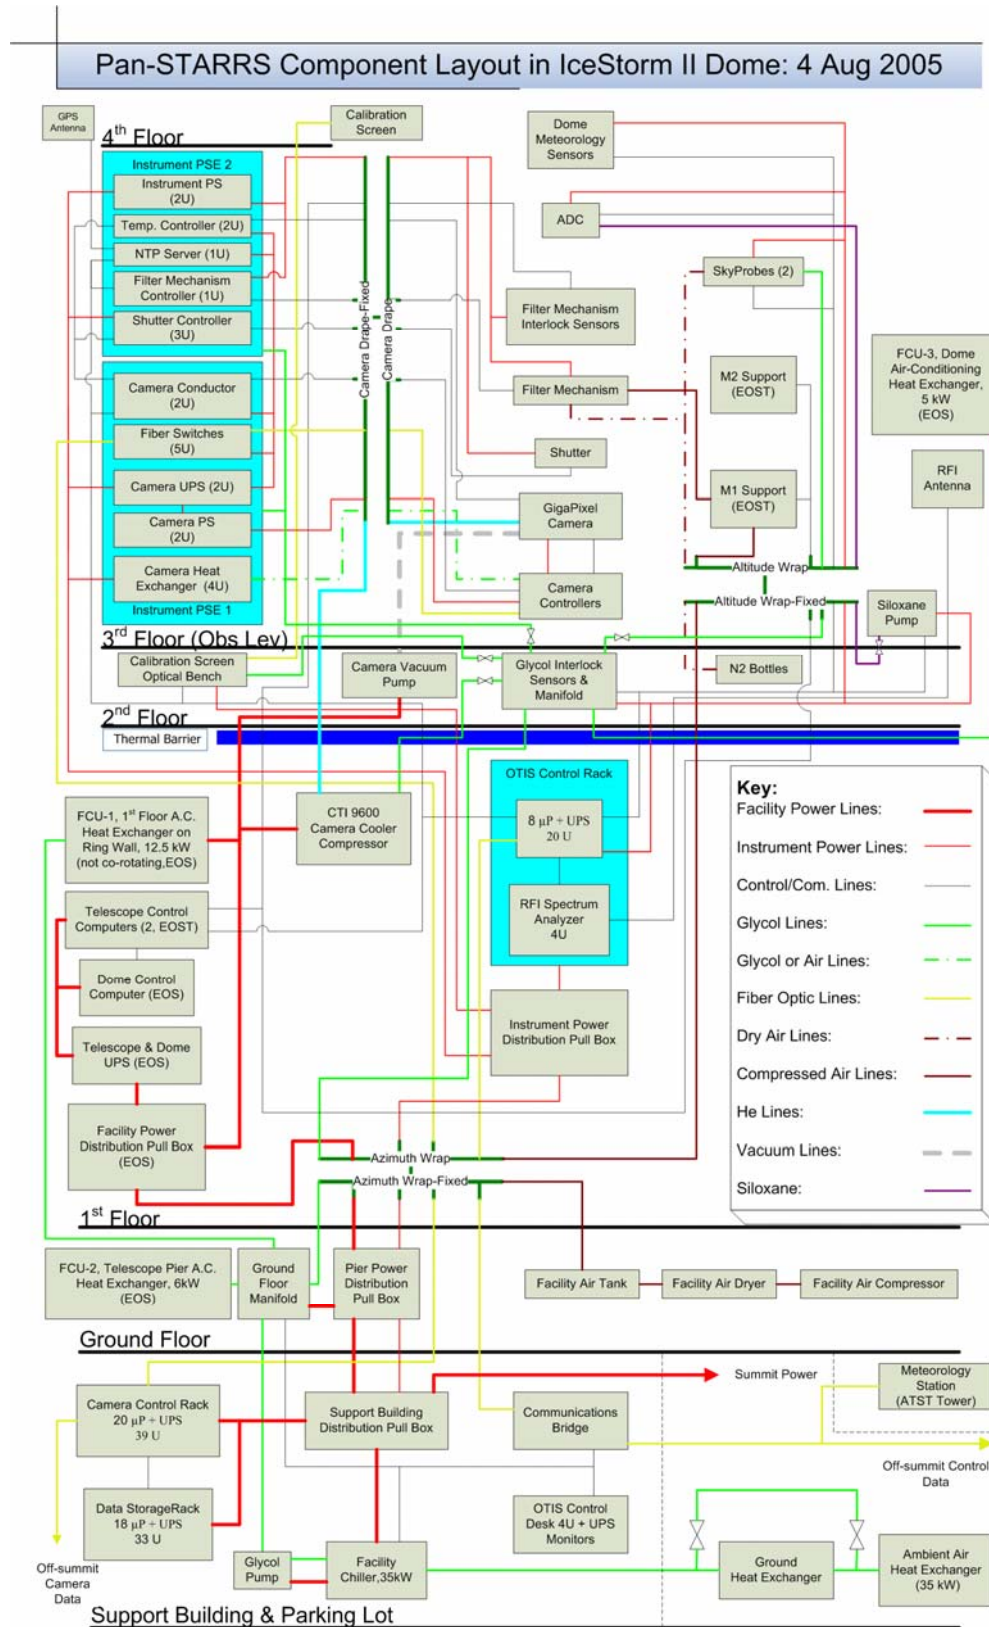 Pan-STARRS Component Layout in IceStorm II Dome: 4 Aug 2005
GPS
Antenna
Calibration
Screen
Dome
Meteorology
Sensors
4th Floor
Instrument PSE 2
Instrument PS
(2U)
Temp. Controller (2U)
NTP Server (1U)
Filter Mechanism
Controller (1U)
Shutter Controller
(3U)
ADC
SkyProbes (2)
Camera Drape-Fixed
Camera Drape
Filter Mechanism
Interlock Sensors
FCU-3, Dome
Air-Conditioning
Heat Exchanger,
5 kW
(EOS)
Camera Conductor
(2U)
Fiber Switches
(5U)
Camera UPS (2U)
Camera PS
(2U)
Camera Heat
Exchanger (4U)
Instrument PSE 1
Filter Mechanism
M2 Support
(EOST)
Shutter
RFI
Antenna
GigaPixel
Camera
M1 Support
(EOST)
Camera
Controllers
Altitude Wrap
Altitude Wrap-Fixed
Siloxane
Pump
3rd Floor (Obs Lev)
Calibration Screen
Optical Bench
Camera Vacuum
Pump
Glycol Interlock
Sensors &
Manifold
N2 Bottles
2nd Floor
Thermal Barrier
OTIS Control Rack
FCU-1, 1st Floor A.C.
Heat Exchanger on
Ring Wall, 12.5 kW
(not co-rotating,EOS)
CTI 9600
Camera Cooler
Compressor
8 µP + UPS
20 U
RFI Spectrum
Analyzer
4U
Telescope Control
Computers (2, EOST)
Dome Control
Computer (EOS)
Telescope & Dome
UPS (EOS)
Instrument Power
Distribution Pull Box
Facility Power
Distribution Pull Box
(EOS)
Key:
Facility Power Lines:
Instrument Power Lines:
Control/Com. Lines:
Glycol Lines:
Glycol or Air Lines:
Fiber Optic Lines:
Dry Air Lines:
Compressed Air Lines:
He Lines:
Vacuum Lines:
Siloxane:
Azimuth Wrap
Azimuth Wrap-Fixed
1st Floor
FCU-2, Telescope Pier A.C.
Heat Exchanger, 6kW
(EOS)
Ground
Floor
Manifold
Pier Power
Distribution
Pull Box
Facility Air Tank
Facility Air Dryer
Facility Air Compressor
Ground Floor
Camera Control Rack
20 µP + UPS
39 U
Support Building
Distribution Pull Box
Summit Power
Communications
Bridge
Meteorology
Station
(ATST Tower)
Off-summit Control
Data
Data StorageRack
18 µP + UPS
33 U
OTIS Control
Desk 4U + UPS
Monitors
Off-summit
Camera
Data
Glycol
Pump
Facility
Chiller,35kW
Ground
Heat Exchanger
Ambient Air
Heat Exchanger
(35 kW)
Support Building & Parking Lot